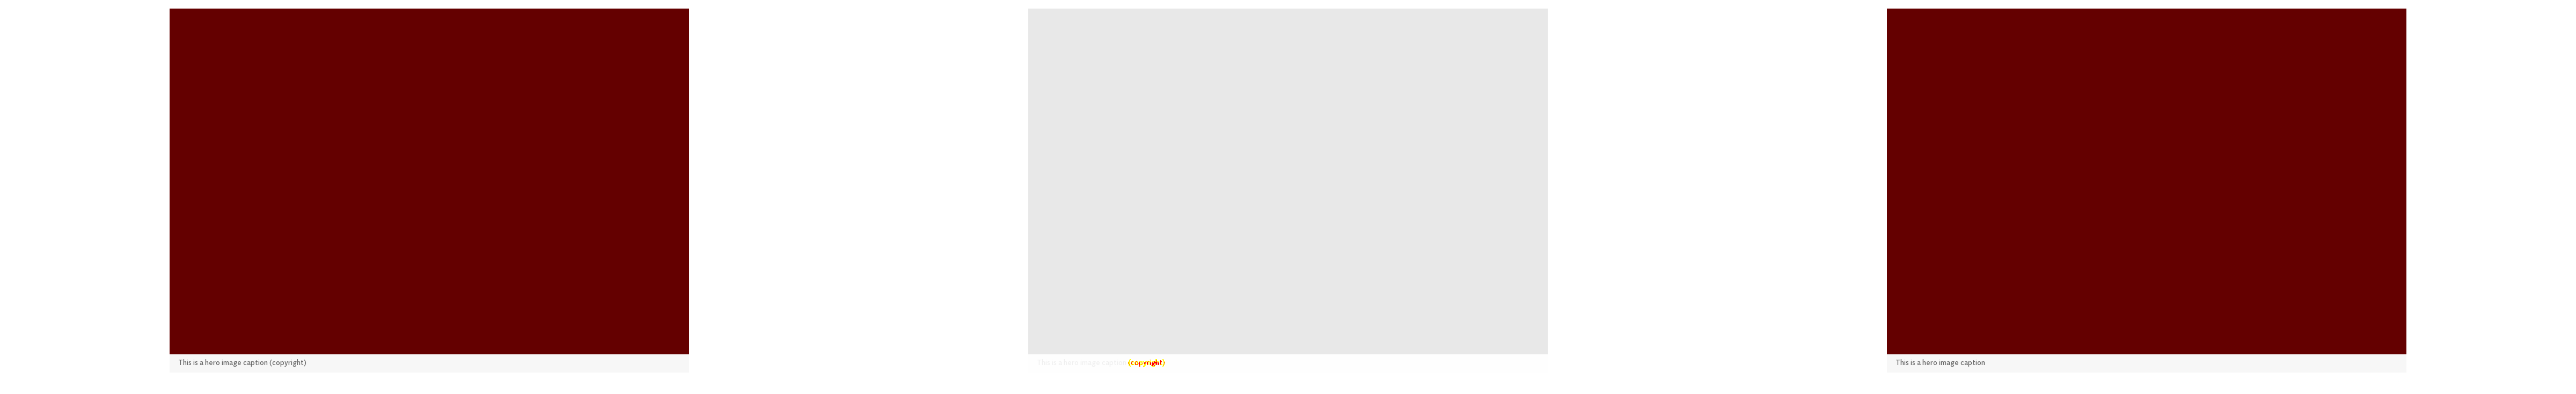 This is a hero image caption (copyright)
This is a hero image caption (copyright)
This is a hero image caption